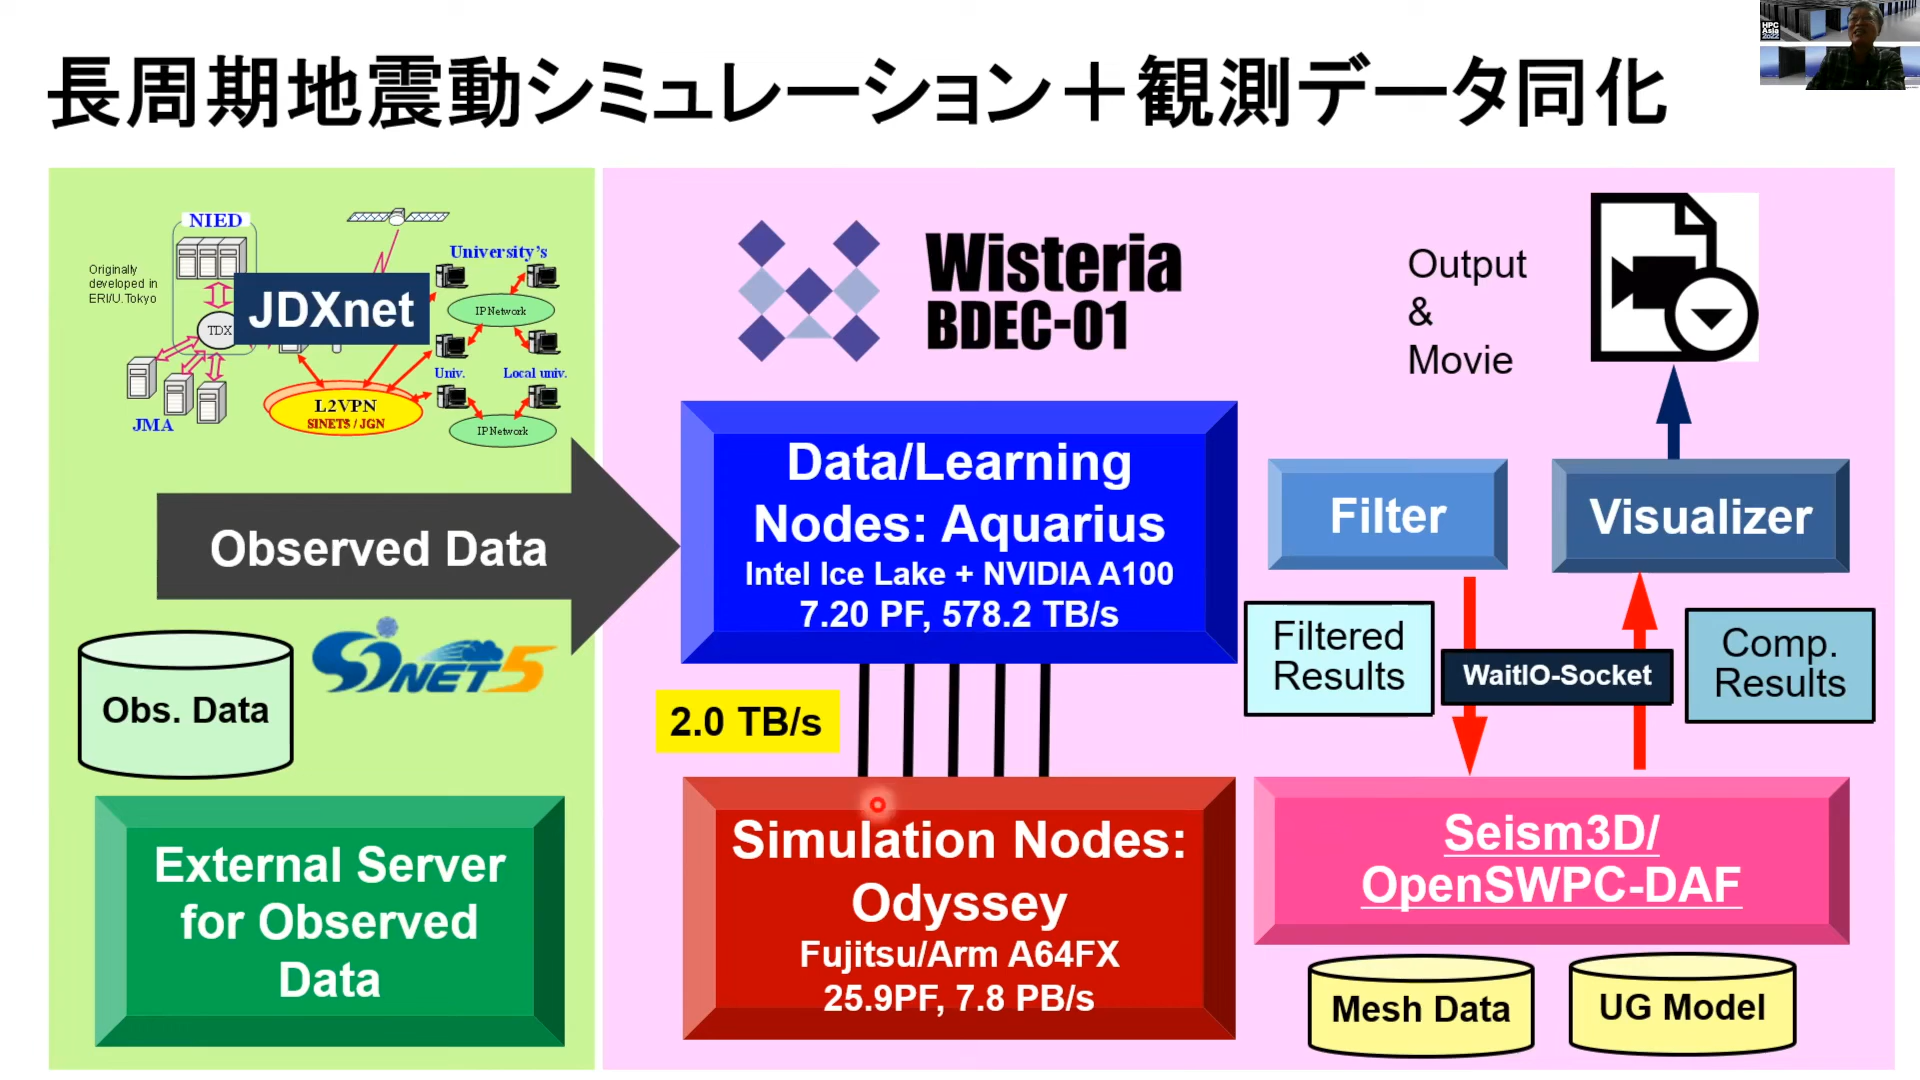 長周期地震動シミュレーション＋観測データ同化
HPC
Asia
2022
NIED
Originally
developed in
ERI/U.Tokyo
JDXnet
TDX
University's
IP Network
JMA
L2VPN
SINET5 / JGN
Univ.
Local univ.
IP Network
Observed Data
Obs. Data
SINET5
External Server
for Observed
Data
Wisteria
BDEC-01
Data/Learning
Nodes: Aquarius
Intel Ice Lake + NVIDIA A100
7.20 PF, 578.2 TB/s
2.0 TB/s
Simulation Nodes:
Odyssey
Fujitsu/Arm A64FX
25.9PF, 7.8 PB/s
Output
&
Movie
Filter
Visualizer
Filtered
Results
WaitIO-Socket
Comp.
Results
Seism3D/
OpenSWPC-DAF
Mesh Data
UG Model